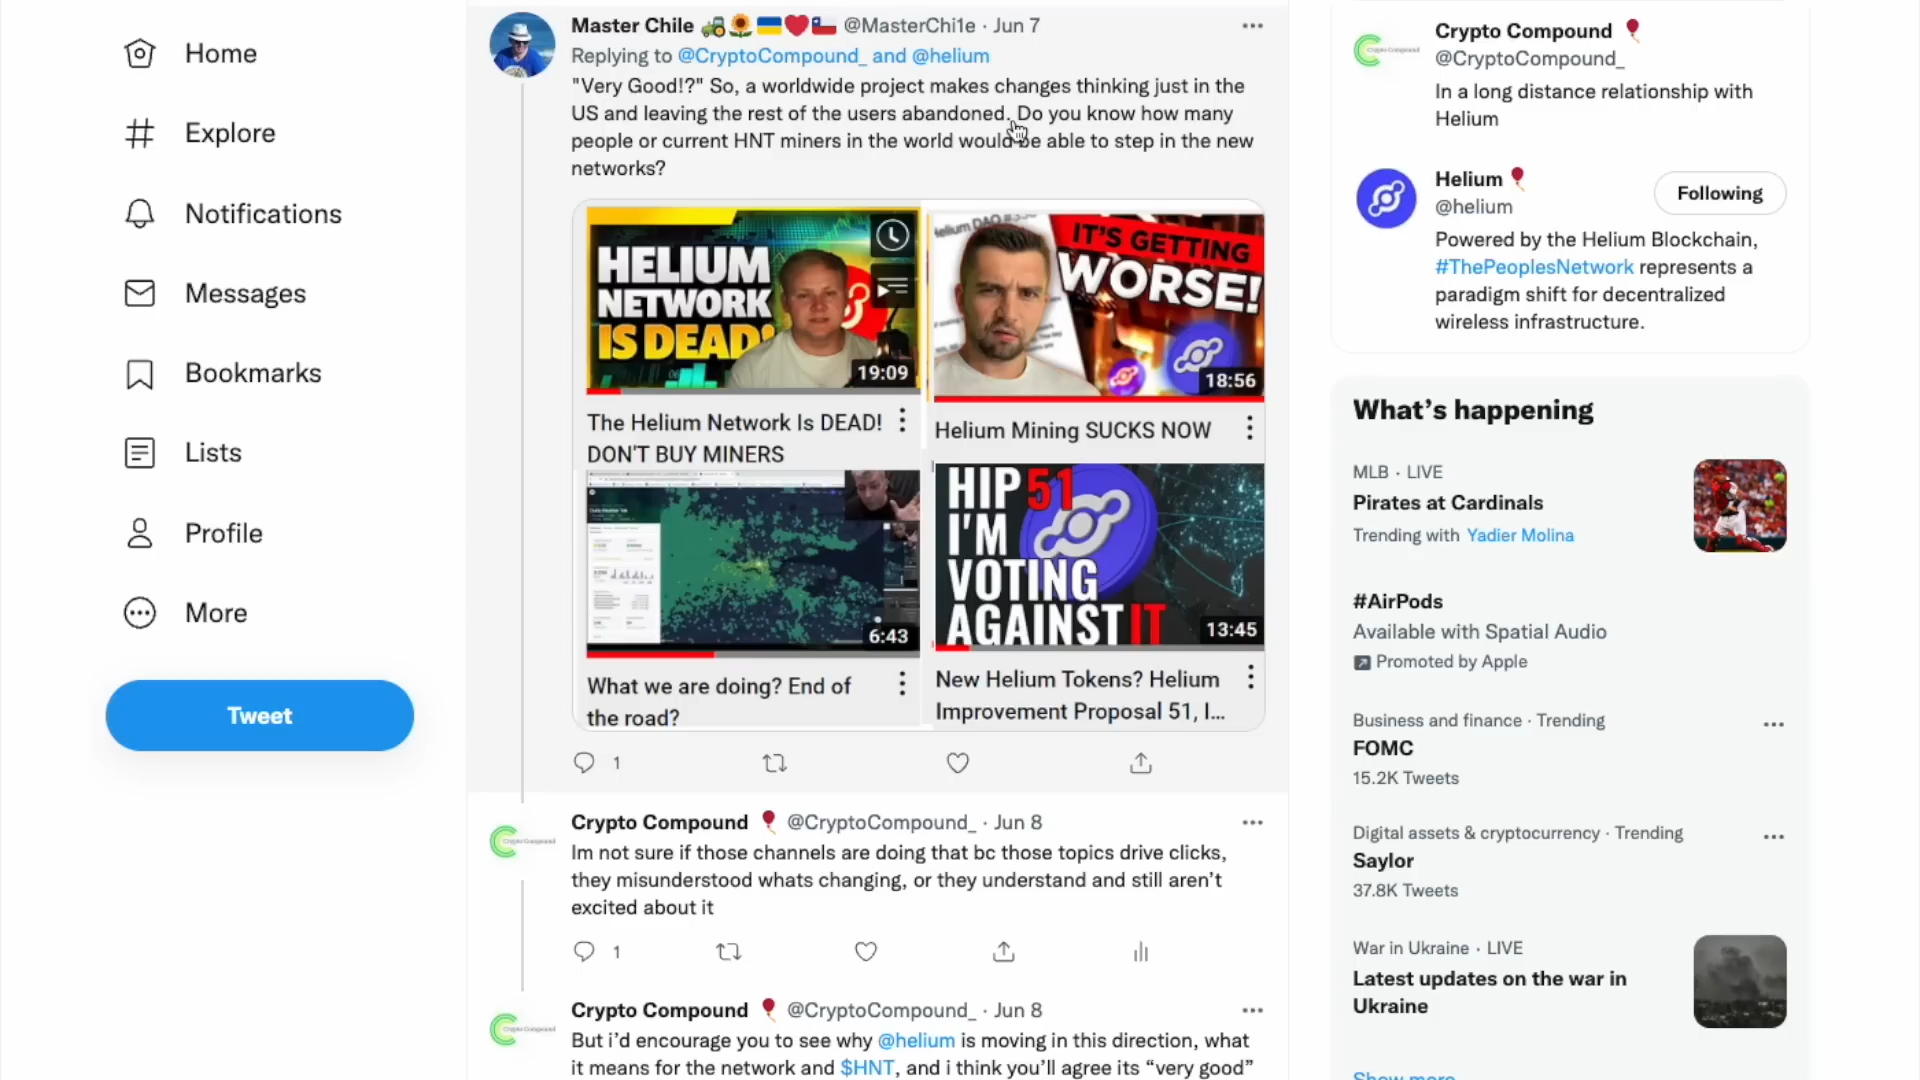 Home
Explore
Notifications
Messages
Bookmarks
Lists
Profile
More
Tweet
Master Chile @MasterChi1e · Jun 7
Replying to @CryptoCompound_ and @helium
"Very Good!?" So, a worldwide project makes changes thinking just in the
US and leaving the rest of the users abandoned. Do you know how many
people or current HNT miners in the world would be able to step in the new
networks?
HELIUM
NETWORK
IS DEAD!
19:09
The Helium Network Is DEAD!
DON'T BUY MINERS
IT'S GETTING
WORSE!
18:56
Helium Mining SUCKS NOW
6:43
What we are doing? End of
the road?
HIP 51
I'M
VOTING
AGAINST IT
13:45
New Helium Tokens? Helium
Improvement Proposal 51, I...
1
Crypto Compound @CryptoCompound_ · Jun 8
Im not sure if those channels are doing that bc those topics drive clicks,
they misunderstood whats changing, or they understand and still aren't
excited about it
1
Crypto Compound @CryptoCompound_ · Jun 8
But i'd encourage you to see why @helium is moving in this direction, what
it means for the network and $HNT, and i think you'll agree its "very good"
Crypto Compound
@CryptoCompound_
In a long distance relationship with
Helium
Helium
@helium
Following
Powered by the Helium Blockchain,
#ThePeoplesNetwork represents a
paradigm shift for decentralized
wireless infrastructure.
What's happening
MLB · LIVE
Pirates at Cardinals
Trending with Yadier Molina
#AirPods
Available with Spatial Audio
Promoted by Apple
Business and finance · Trending
FOMC
15.2K Tweets
Digital assets & cryptocurrency · Trending
Saylor
37.8K Tweets
War in Ukraine · LIVE
Latest updates on the war in
Ukraine
Show more